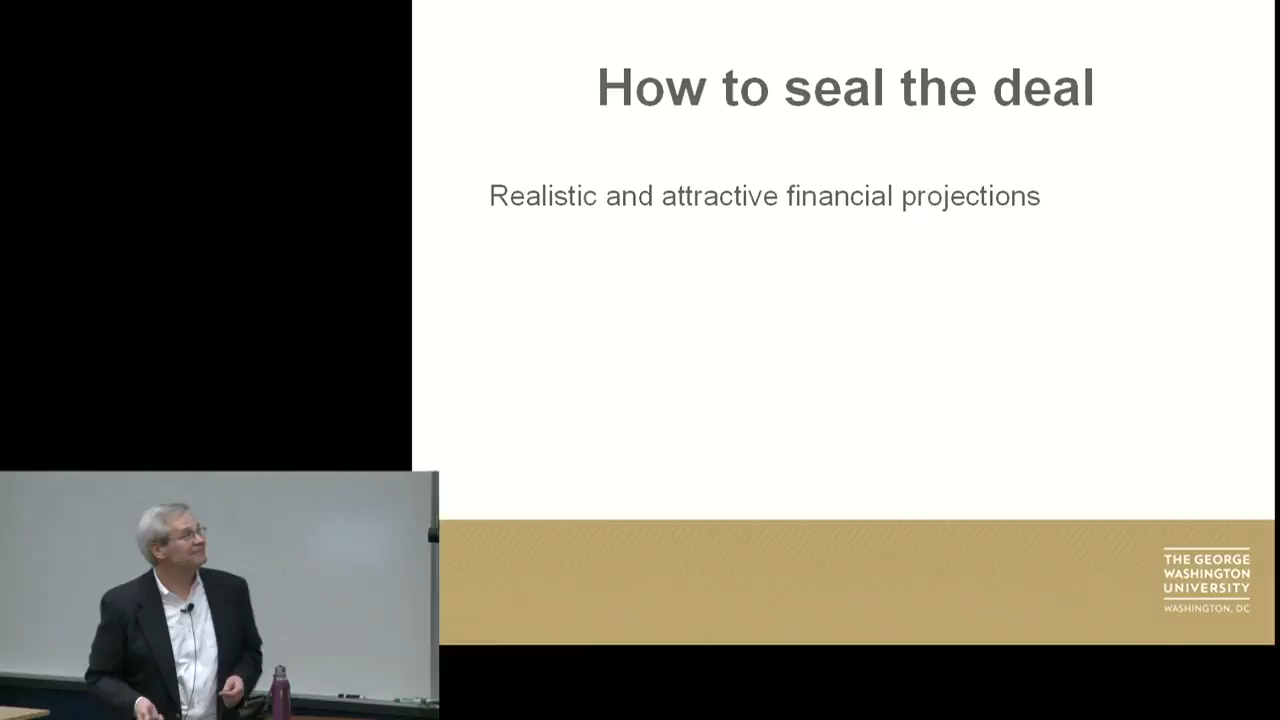 How to seal the deal
Realistic and attractive financial projections
THE GEORGE
WASHINGTON
UNIVERSITY
WASHINGTON, DC